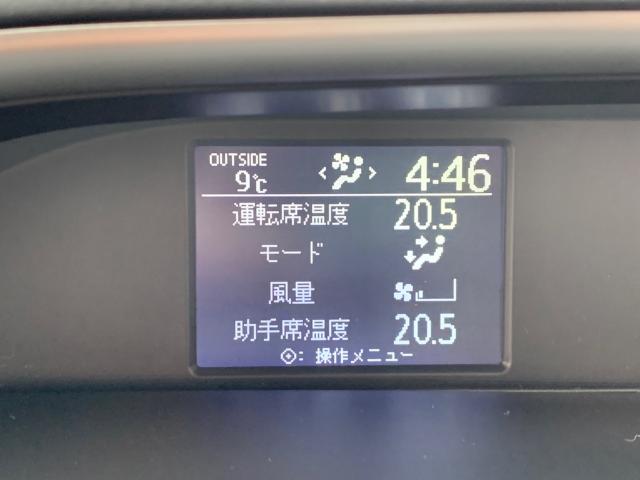 OUTSIDE
9℃
4:46
運転席温度 20.5
モード
風量
助手席温度 20.5
: 操作メニュー